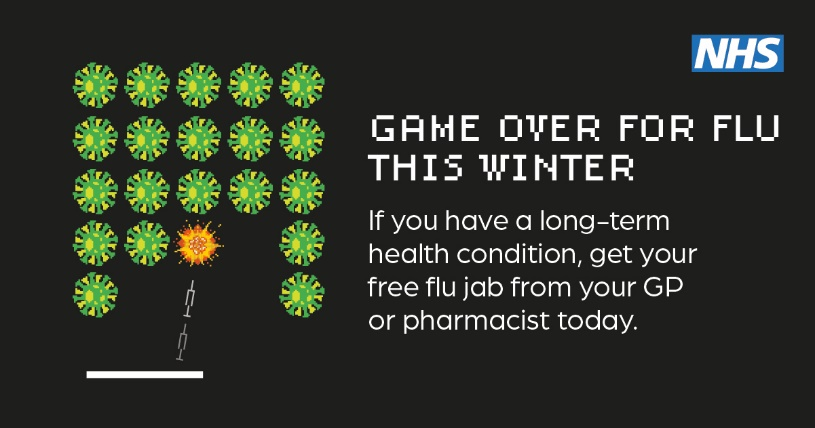 NHS
GAME OVER FOR FLU
THIS WINTER
If you have a long-term
health condition, get your
free flu jab from your GP
or pharmacist today.